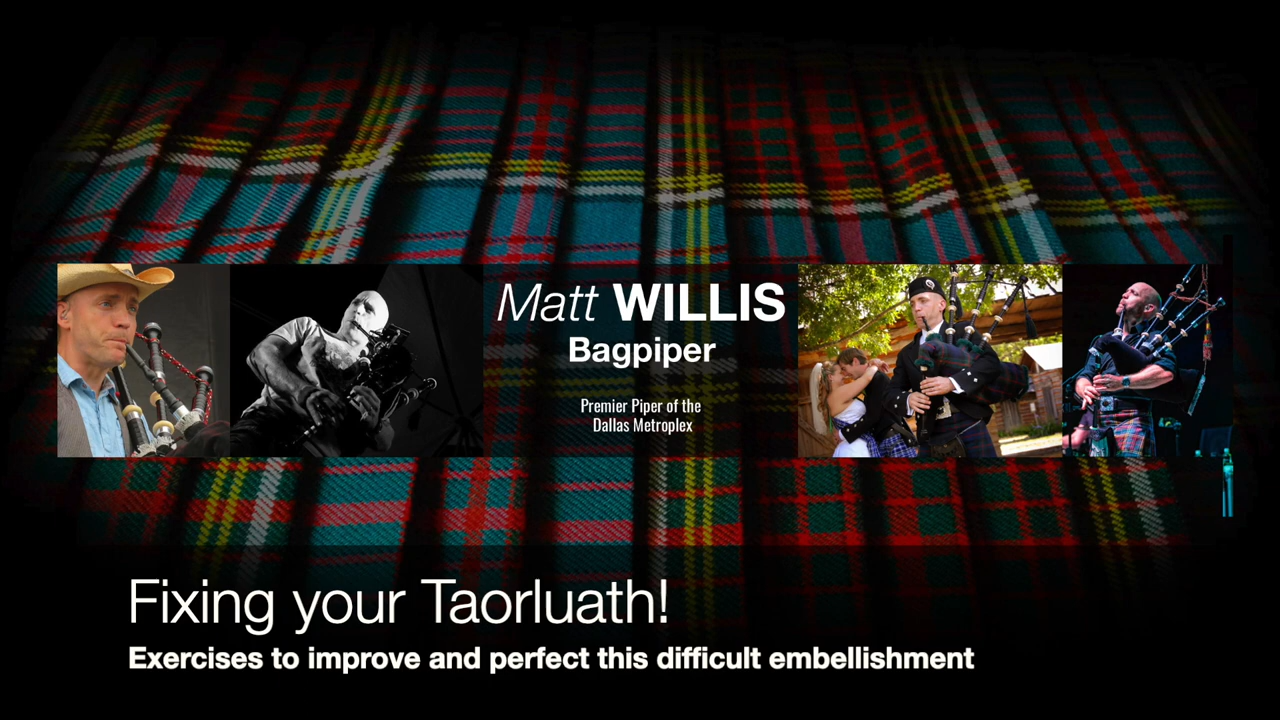 Matt WILLIS
Bagpiper
Premier Piper of the
Dallas Metroplex
Fixing your Taorluath!
Exercises to improve and perfect this difficult embellishment